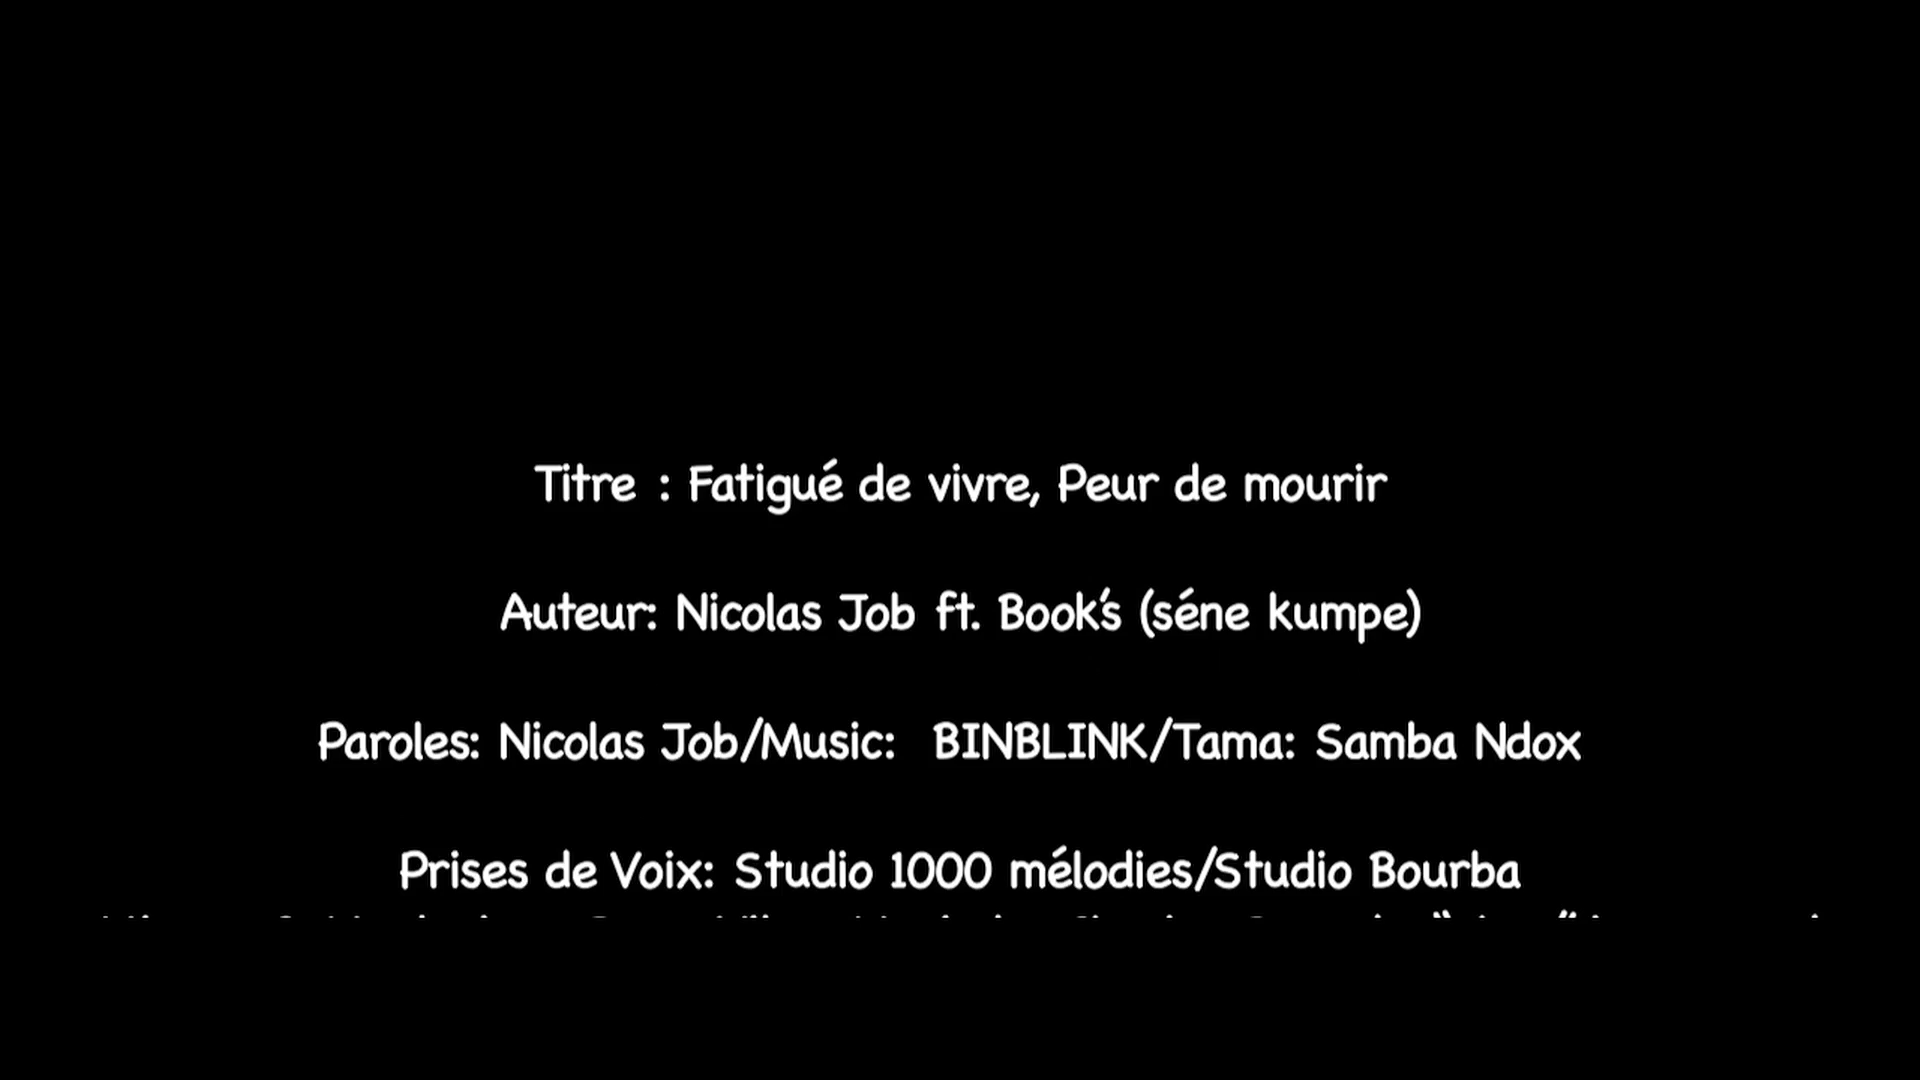 Titre : Fatigué de vivre, Peur de mourir
Auteur: Nicolas Job ft. Book's (séne kumpe)
Paroles: Nicolas Job/Music: BINBLINK/Tama: Samba Ndox
Prises de Voix: Studio 1000 mélodies/Studio Bourba